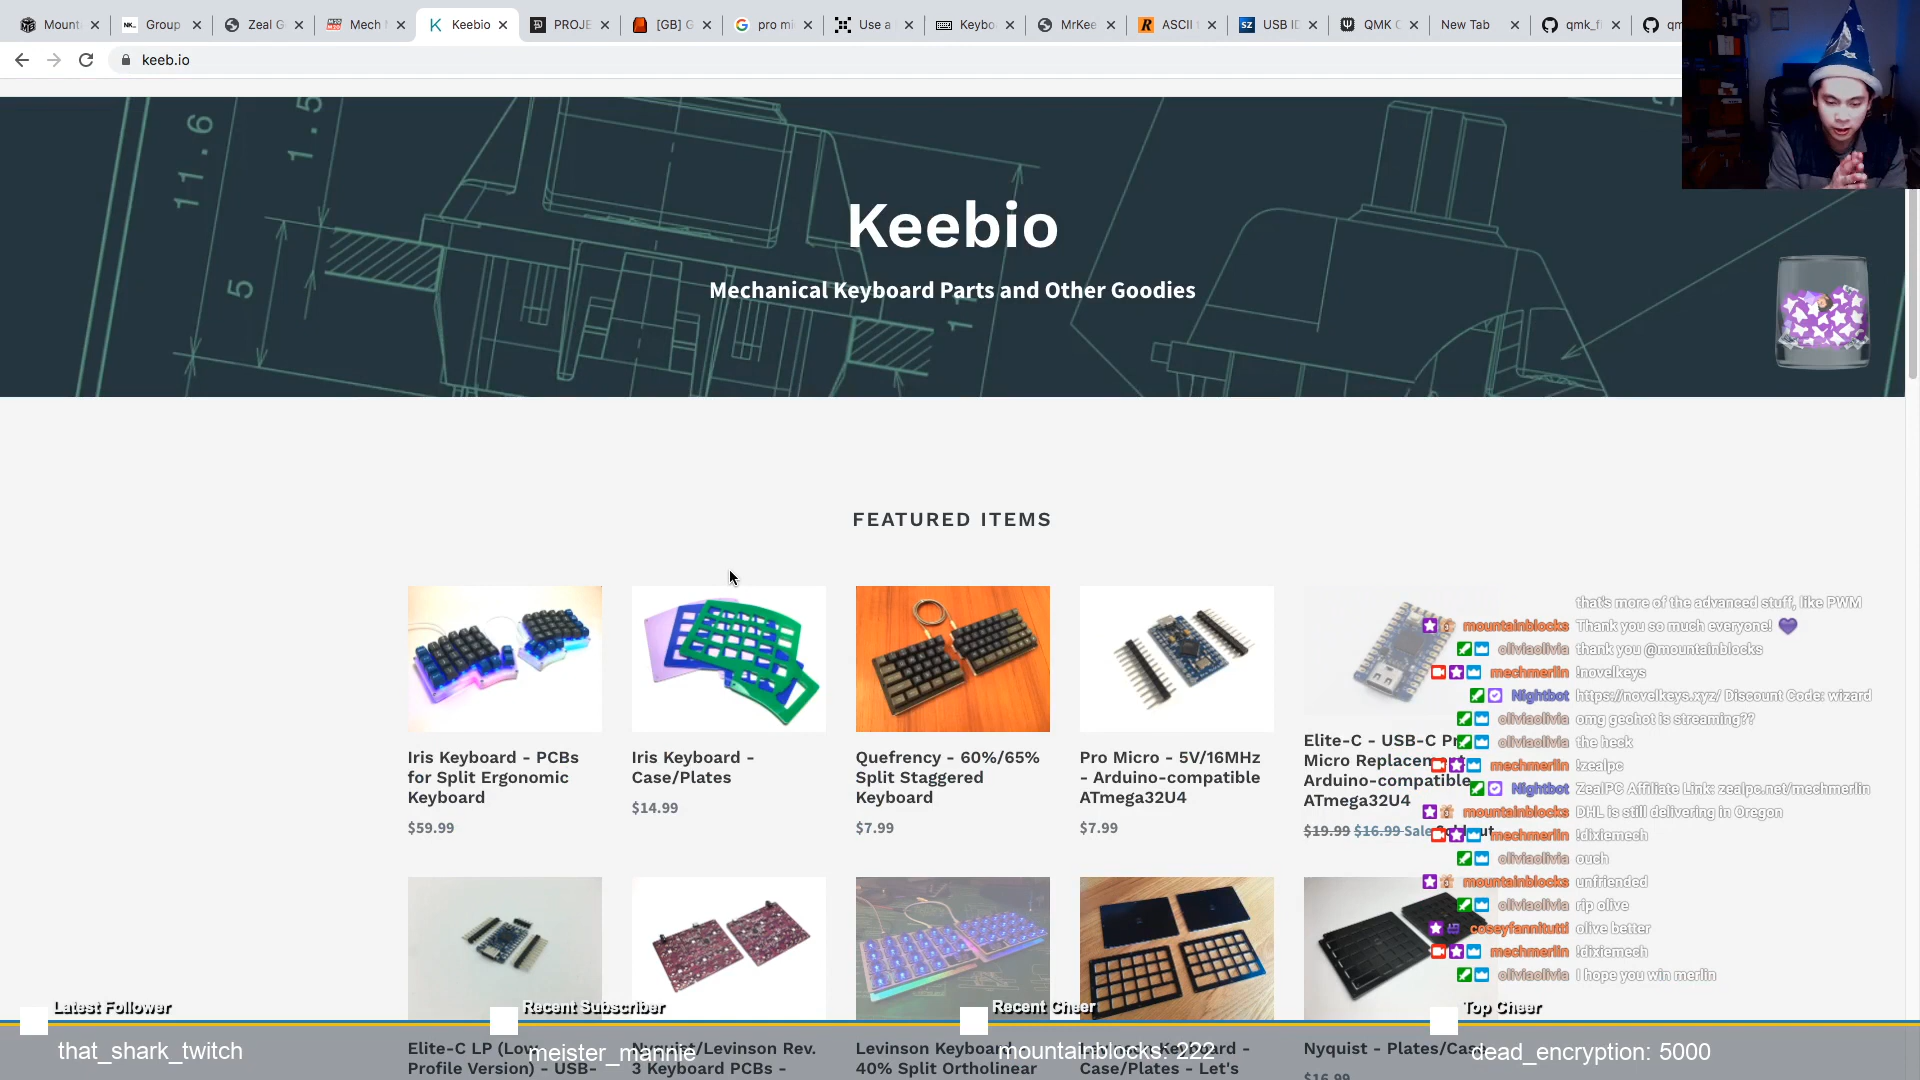 Mount
Group
Zeal G
Mech
Keebio
PROJE
[GB] G
pro mi
Use a
Keybo
MrKee
ASCII
USB ID
QMK C
New Tab
qmk_fi
keeb.io
11.6
1.5
5
Keebio
Mechanical Keyboard Parts and Other Goodies
FEATURED ITEMS
Iris Keyboard - PCBs
for Split Ergonomic
Keyboard
$59.99
Iris Keyboard -
Case/Plates
$14.99
Quefrency - 60%/65%
Split Staggered
Keyboard
$7.99
Pro Micro - 5V/16MHz
- Arduino-compatible
ATmega32U4
$7.99
Elite-C - USB-C
Micro
Arduino-compatible
ATmega32U4
$19.99 $16.99 Sale
that's more of the advanced stuff, like PWM
mountainblocks Thank you so much everyone!
oliviaolivia thank you @mountainblocks
mechmerlin !novelkeys
Nightbot https://novelkeys.xyz/ Discount Code: wizard
oliviaolivia omg geohot is streaming??
oliviaolivia the heck
mechmerlin !zealpc
Nightbot ZealPC Affiliate Link: zealpc.net/mechmerlin
mountainblocks DHL is still delivering in Oregon
mechmerlin !dixiemech
oliviaolivia ouch
mountainblocks unfriended
oliviaolivia rip olive
coseyfannitutti olive better
mechmerlin !dixiemech
oliviaolivia I hope you win merlin
Elite-C LP (Low
Profile Version) - USB-
Nyquist/Levinson Rev.
3 Keyboard PCBs -
Levinson Keyboard
40% Split Ortholinear
Keyboard -
Case/Plates - Let's
Nyquist - Plates/Case
$16.99
Latest Follower
that_shark_twitch
Recent Subscriber
meister_mannie
Recent Cheer
mountainblocks: 222
Top Cheer
dead_encryption: 5000